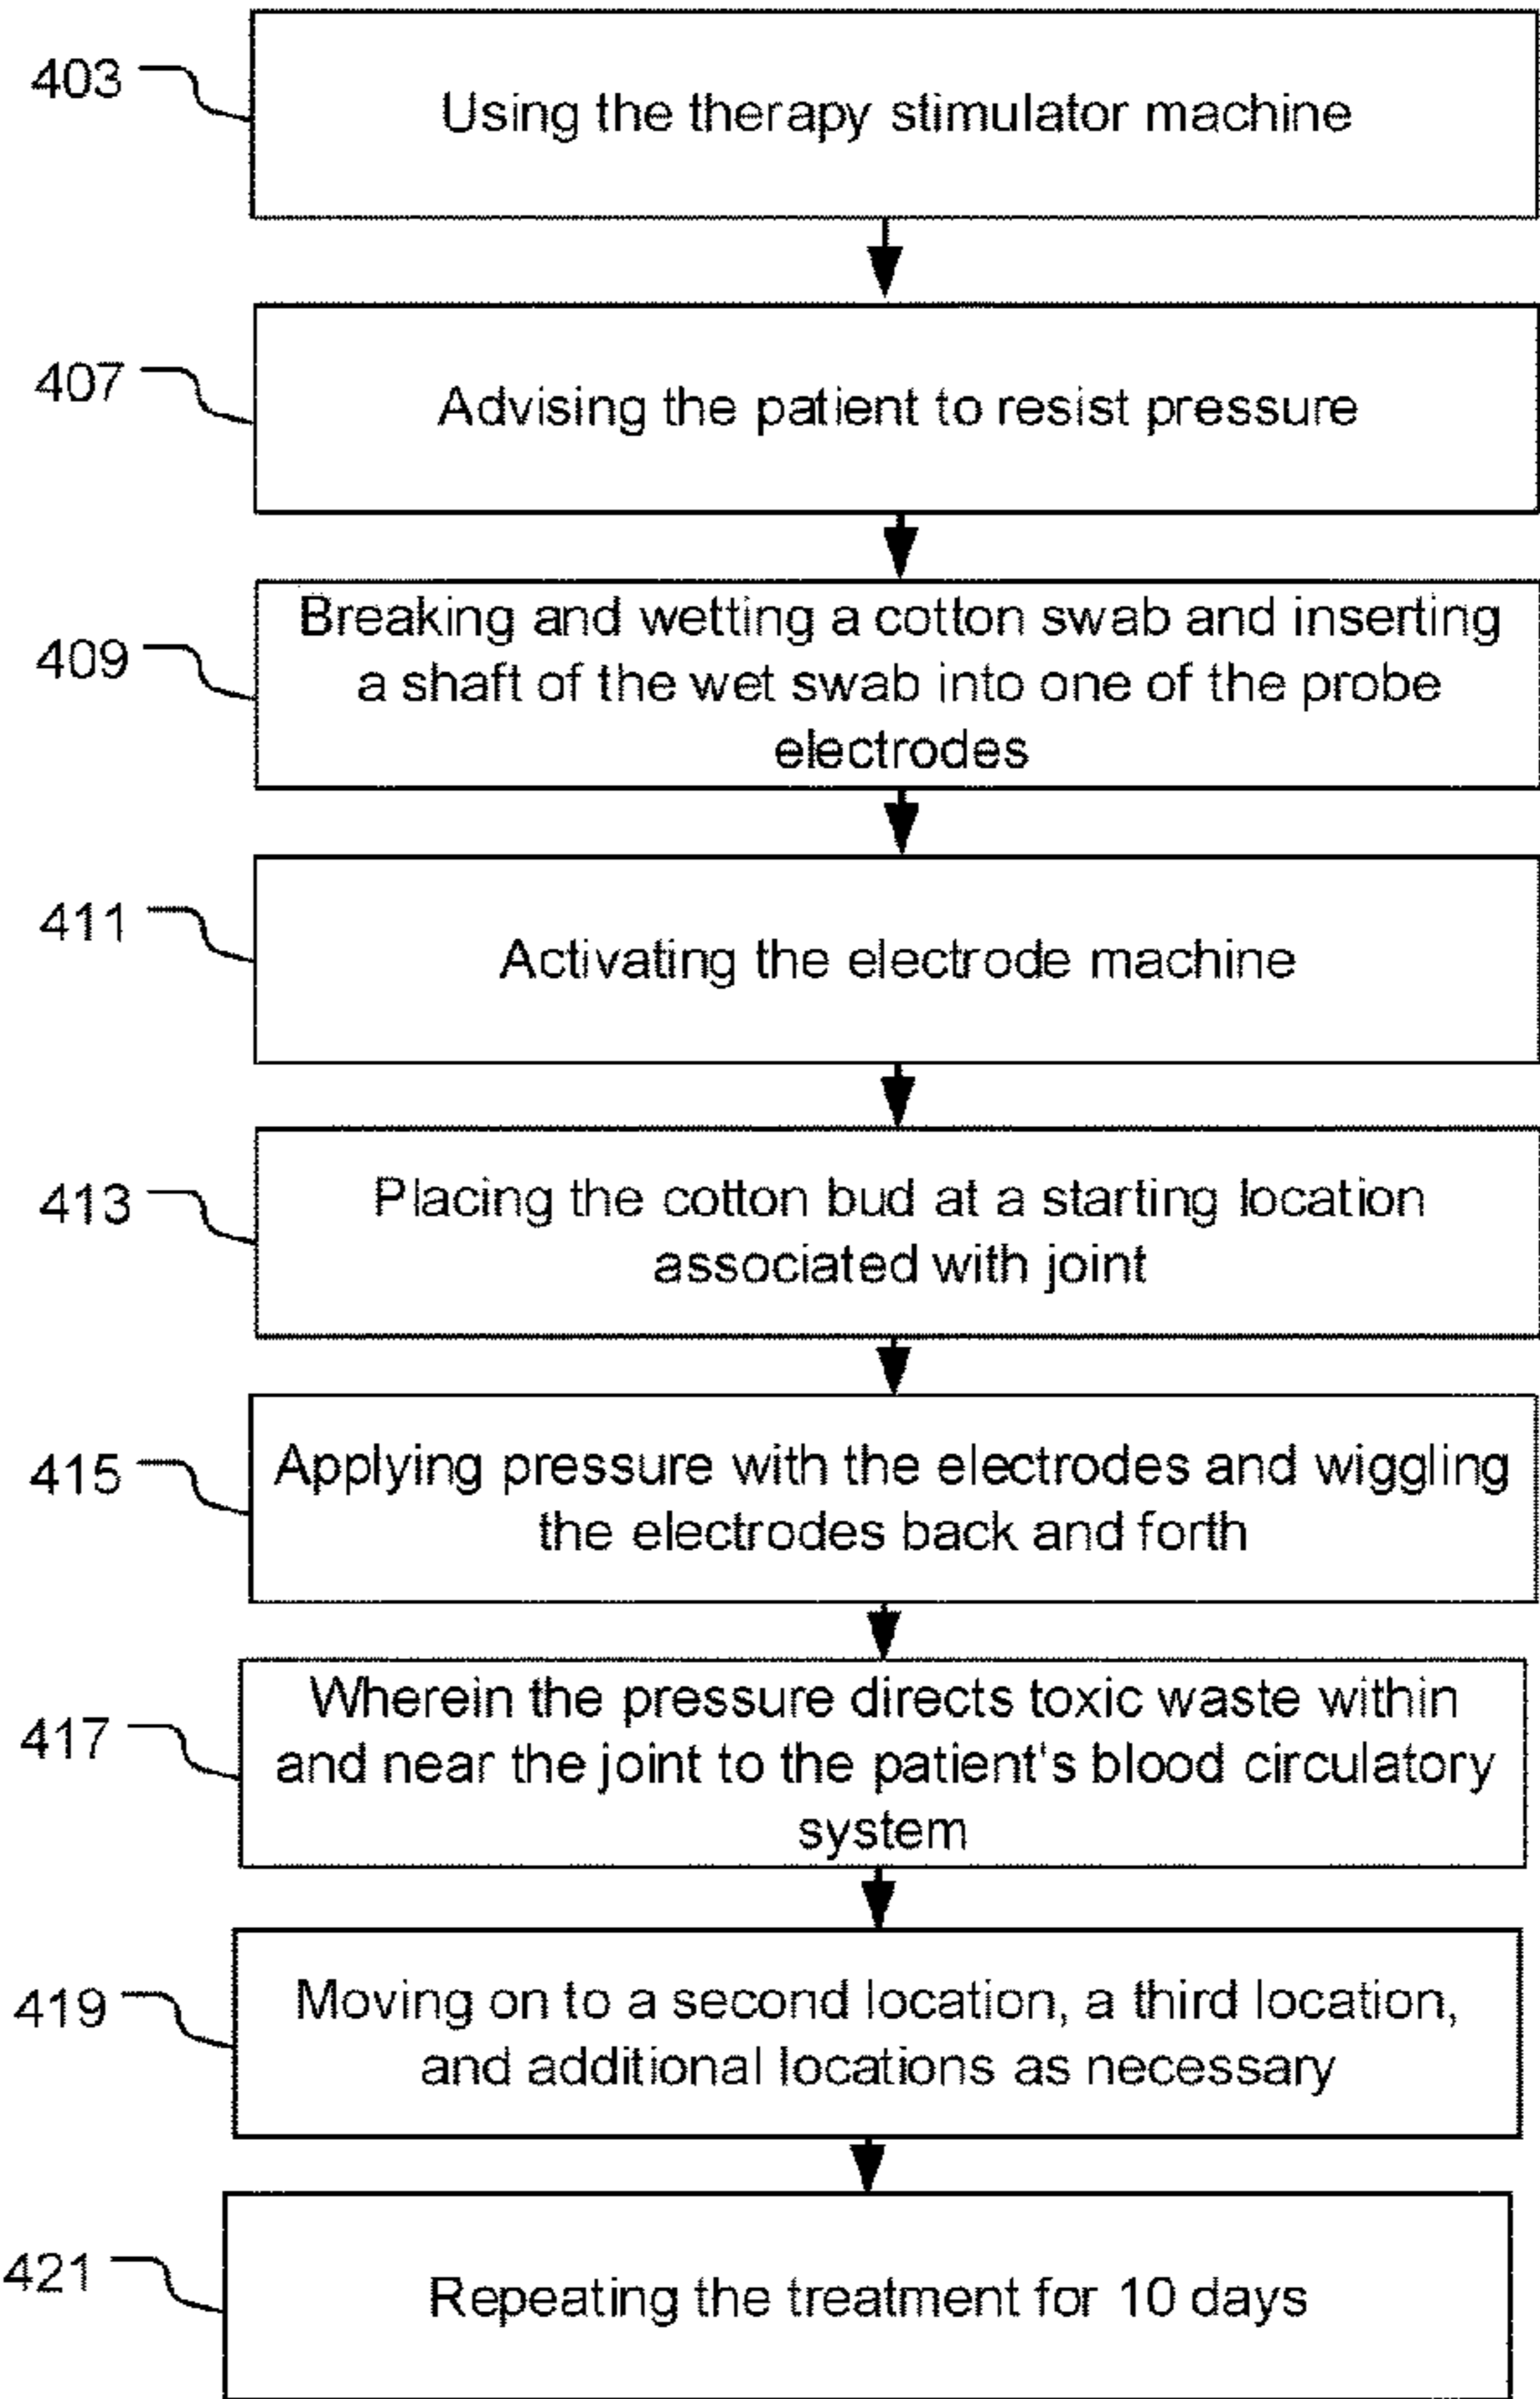 403
Using the therapy stimulator machine
407
Advising the patient to resist pressure
409
Breaking and wetting a cotton swab and inserting
a shaft of the wet swab into one of the probe
electrodes
411
Activating the electrode machine
413
Placing the cotton bud at a starting location
associated with joint
415
Applying pressure with the electrodes and wiggling
the electrodes back and forth
417
Wherein the pressure directs toxic waste within
and near the joint to the patient's blood circulatory
system
419
Moving on to a second location, a third location,
and additional locations as necessary
421
Repeating the treatment for 10 days